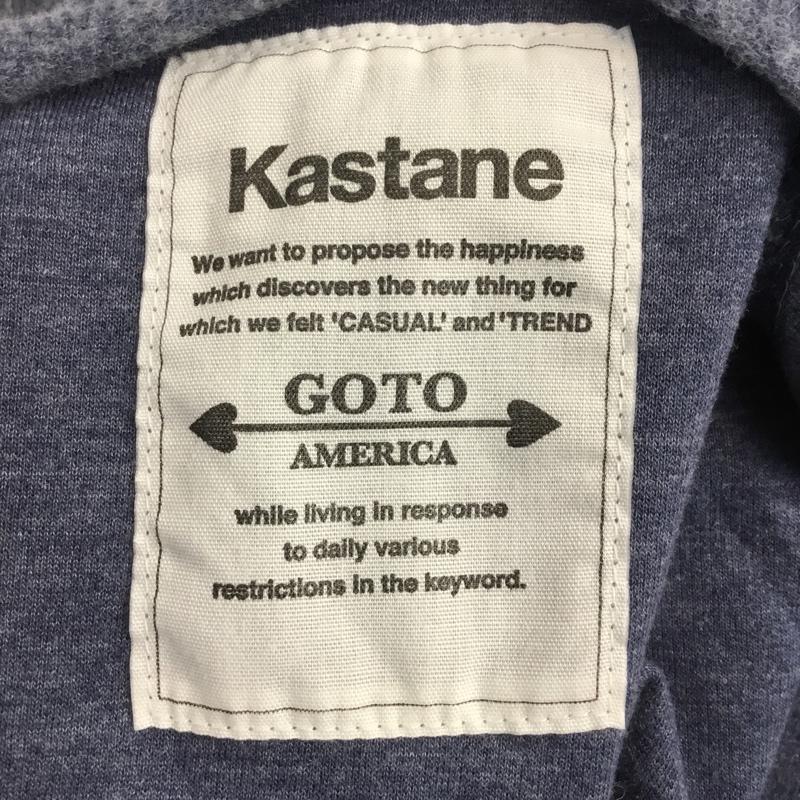 Kastane
We want to propose the happiness
which discovers the new thing for
which we felt 'CASUAL' and 'TREND
GOTO
AMERICA
while living in response
to daily various
restrictions in the keyword.